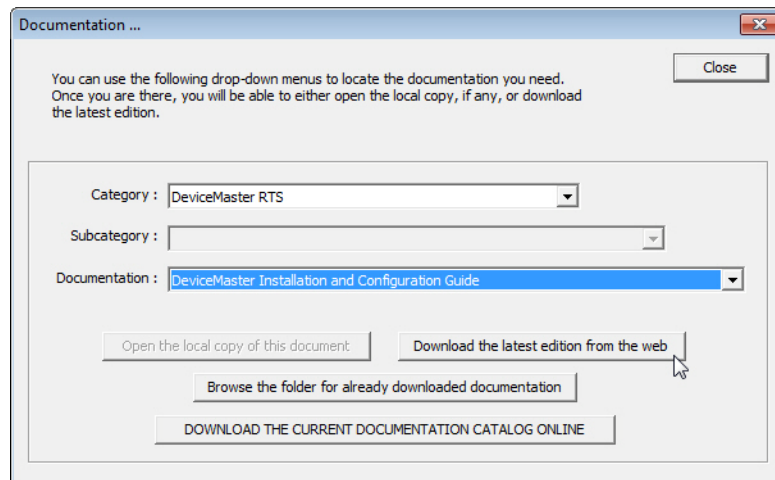 Documentation ...
Close
You can use the following drop-down menus to locate the documentation you need.
Once you are there, you will be able to either open the local copy, if any, or download
the latest edition.
Category : DeviceMaster RTS
Subcategory :
Documentation : DeviceMaster Installation and Configuration Guide
Open the local copy of this document Download the latest edition from the web
Browse the folder for already downloaded documentation
DOWNLOAD THE CURRENT DOCUMENTATION CATALOG ONLINE